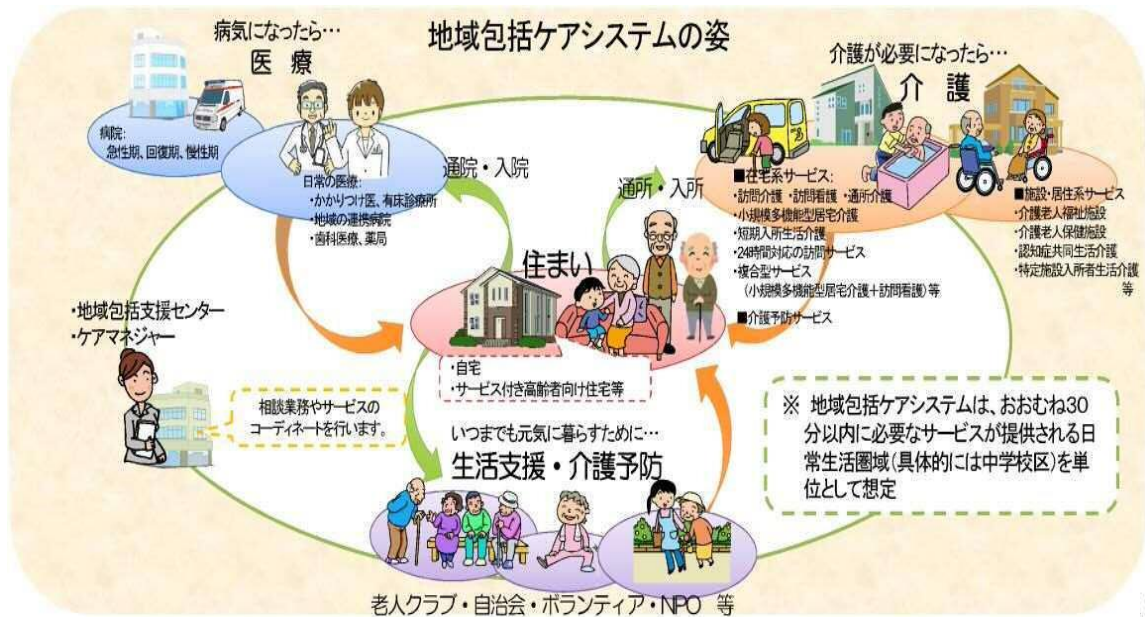 地域包括ケアシステムの姿
病気になったら…
医 療
病院:
急性期、回復期、慢性期
日常の医療:
・かかりつけ医、有床診療所
・地域の連携病院
・歯科医療、薬局
通院・入院
通所・入所
介護が必要になったら…
介 護
■在宅系サービス:
・訪問介護・訪問看護・通所介護
・小規模多機能型居宅介護
・短期入所生活介護
・24時間対応の訪問サービス
・複合型サービス
(小規模多機能型居宅介護+訪問看護)等
■介護予防サービス
■施設・居住系サービス
・介護老人福祉施設
・介護老人保健施設
・認知症共同生活介護
・特定施設入所者生活介護
等
住まい
・自宅
・サービス付き高齢者向け住宅等
・地域包括支援センター
・ケアマネジャー
相談業務やサービスの
コーディネートを行います。
いつまでも元気に暮らすために…
生活支援・介護予防
老人クラブ・自治会・ボランティア・NPO 等
※ 地域包括ケアシステムは、おおむね30
分以内に必要なサービスが提供される日
常生活圏域(具体的には中学校区)を単
位として想定